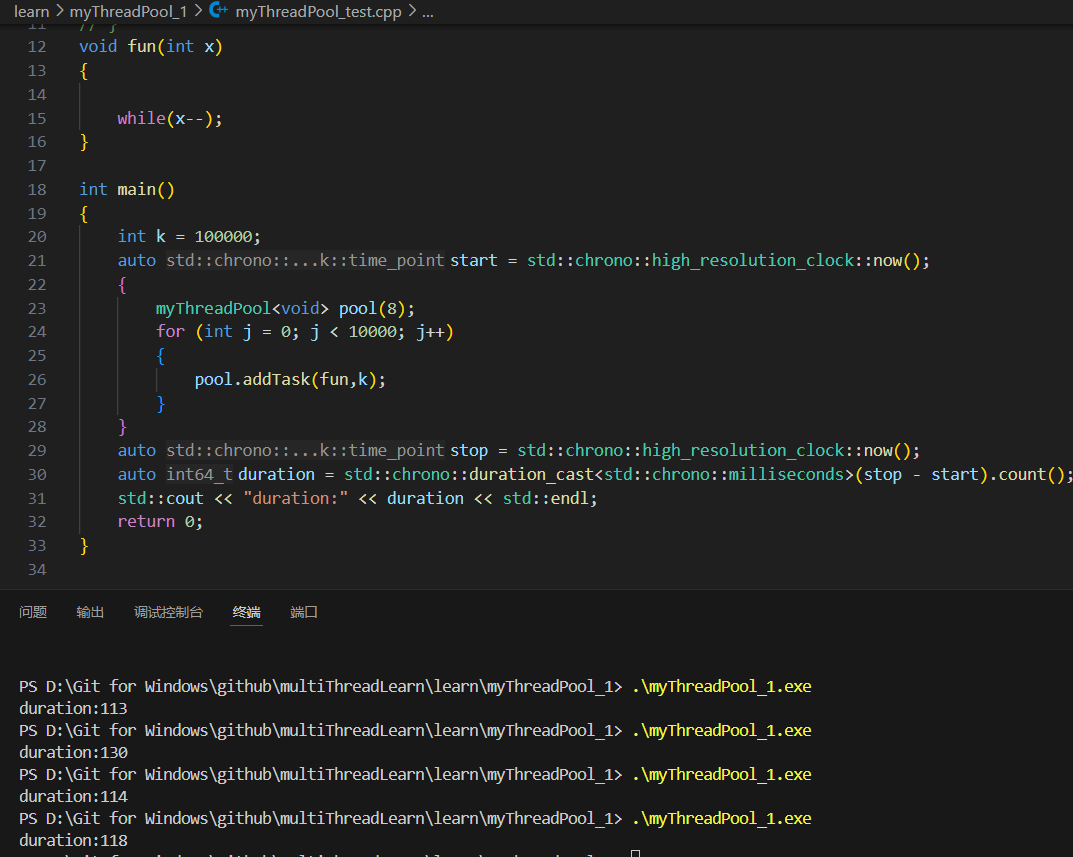 learn > myThreadPool_1 > myThreadPool_test.cpp > ...
11 // }
12 void fun(int x)
13 {
14
15 while(x--);
16 }
17
18 int main()
19 {
20 int k = 100000;
21 auto std::chrono::...k::time_point start = std::chrono::high_resolution_clock::now();
22 {
23 myThreadPool<void> pool(8);
24 for (int j = 0; j < 10000; j++)
25 {
26 pool.addTask(fun,k);
27 }
28 }
29 auto std::chrono::...k::time_point stop = std::chrono::high_resolution_clock::now();
30 auto int64_t duration = std::chrono::duration_cast<std::chrono::milliseconds>(stop - start).count();
31 std::cout << "duration:" << duration << std::endl;
32 return 0;
33 }
34
问题 输出 调试控制台 终端 端口
PS D:\Git for Windows\github\multiThreadLearn\learn\myThreadPool_1> .\myThreadPool_1.exe
duration:113
PS D:\Git for Windows\github\multiThreadLearn\learn\myThreadPool_1> .\myThreadPool_1.exe
duration:130
PS D:\Git for Windows\github\multiThreadLearn\learn\myThreadPool_1> .\myThreadPool_1.exe
duration:114
PS D:\Git for Windows\github\multiThreadLearn\learn\myThreadPool_1> .\myThreadPool_1.exe
duration:118